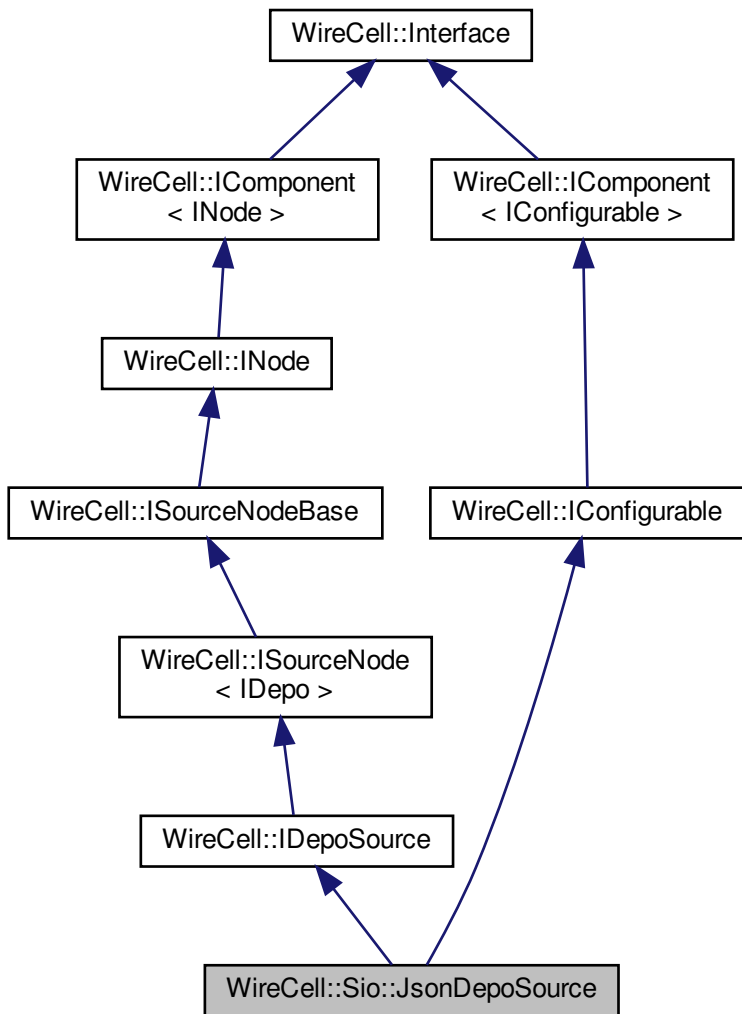 WireCell::Interface
WireCell::IComponent
< INode >
WireCell::IComponent
< IConfigurable >
WireCell::INode
WireCell::ISourceNodeBase
WireCell::IConfigurable
WireCell::ISourceNode
< IDepo >
WireCell::IDepoSource
WireCell::Sio::JsonDepoSource